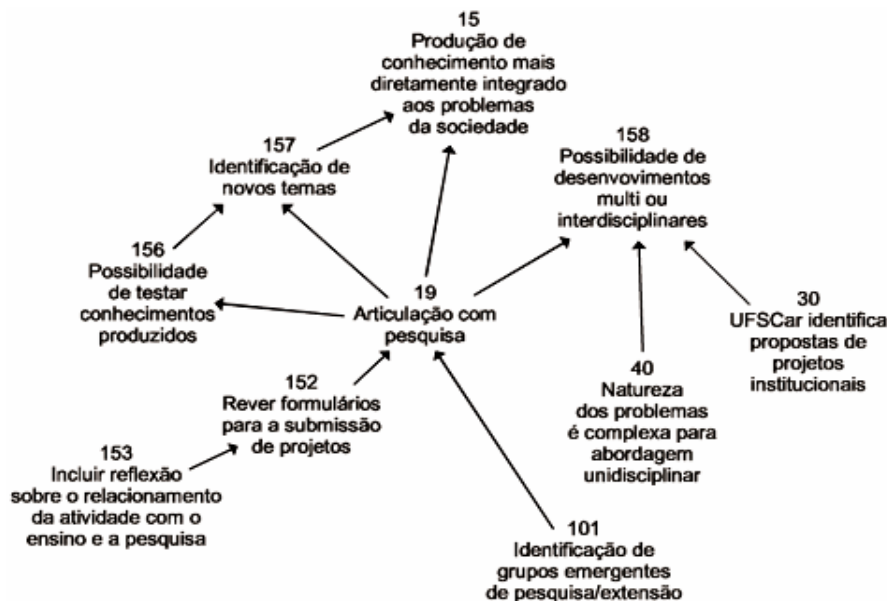 15
Produção de
conhecimento mais
diretamente integrado
aos problemas
da sociedade
157
Identificação de
novos temas
158
Possibilidade de
desenvovimentos
multi ou
interdisciplinares
156
Possibilidade
de testar
conhecimentos
produzidos
19
Articulação com
pesquisa
30
UFSCar identifica
propostas de
projetos
institucionais
152
Rever formulários
para a submissão
de projetos
40
Natureza
dos problemas
é complexa para
abordagem
unidisciplinar
153
Incluir reflexão
sobre o relacionamento
da atividade com o
ensino e a pesquisa
101
Identificação de
grupos emergentes
de pesquisa/extensão